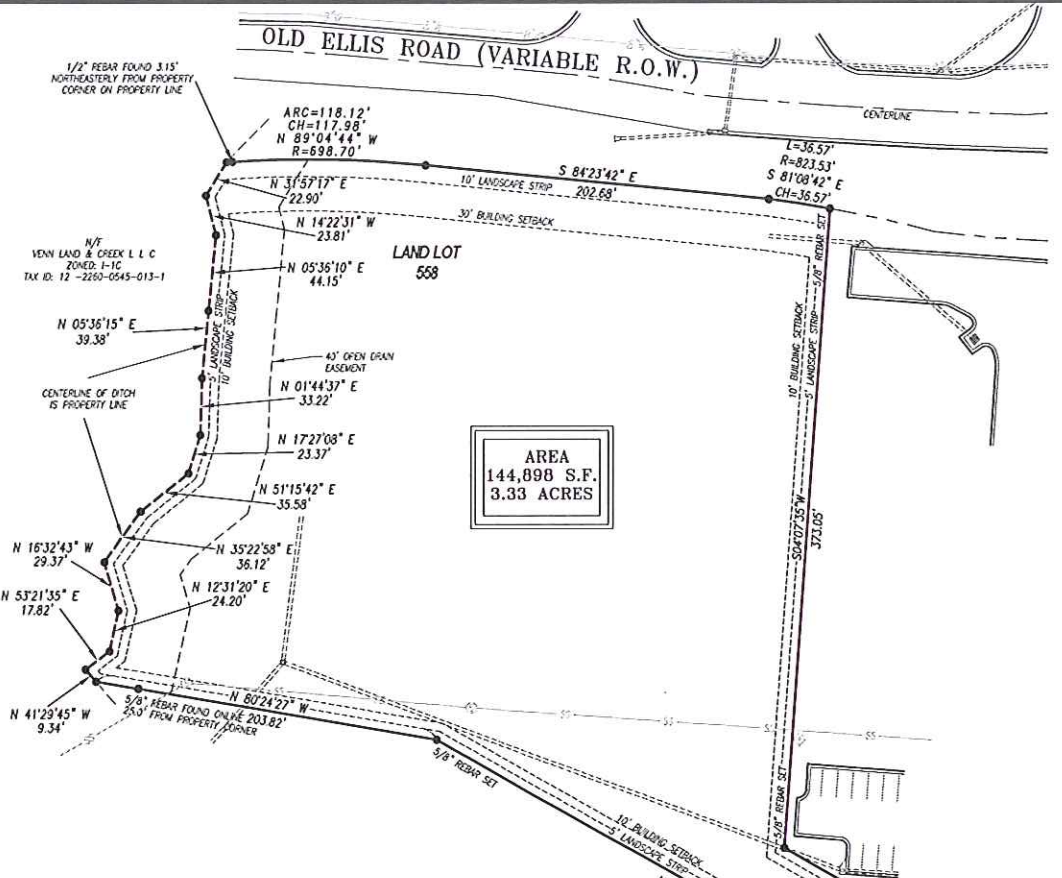 OLD ELLIS ROAD (VARIABLE R.O.W.)
CENTERLINE
1/2" REBAR FOUND 3.15'
NORTHEASTERLY FROM PROPERTY
CORNER ON PROPERTY LINE
ARC=118.12'
CH=117.98'
N 89°04'44" W
R=698.70'
S 84°23'42" E
202.68'
L=36.57'
R=823.53'
S 81°08'42" E
CH=36.57'
10' LANDSCAPE STRIP
30' BUILDING SETBACK
N 31°57'17" E
22.90'
N 14°22'31" W
23.81'
N/F
VENN LAND & CREEK L L C
ZONED: I-1C
TAX ID: 12 -2260-0545-013-1
LAND LOT
558
N 05°36'10" E
44.15'
N 05°36'15" E
39.38'
5' LANDSCAPE STRIP
10' BUILDING SETBACK
40' OPEN DRAIN
EASEMENT
CENTERLINE OF DITCH
IS PROPERTY LINE
N 01°44'37" E
33.22'
N 17°27'08" E
23.37'
N 51°15'42" E
35.58'
AREA
144,898 S.F.
3.33 ACRES
N 35°22'58" E
36.12'
N 16°32'43" W
29.37'
N 12°31'20" E
24.20'
N 53°21'35" E
17.82'
N 41°29'45" W
9.34'
N 80°24'27" W
203.82'
5/8" REBAR FOUND ONLINE
25.0' FROM PROPERTY CORNER
5/8" REBAR SET
10' BUILDING SETBACK
5' LANDSCAPE STRIP
5/8" REBAR SET
10' BUILDING SETBACK
5' LANDSCAPE STRIP
S04°07'35"W
373.05'
5/8" REBAR SET
SS
SS
SS
SS
SS